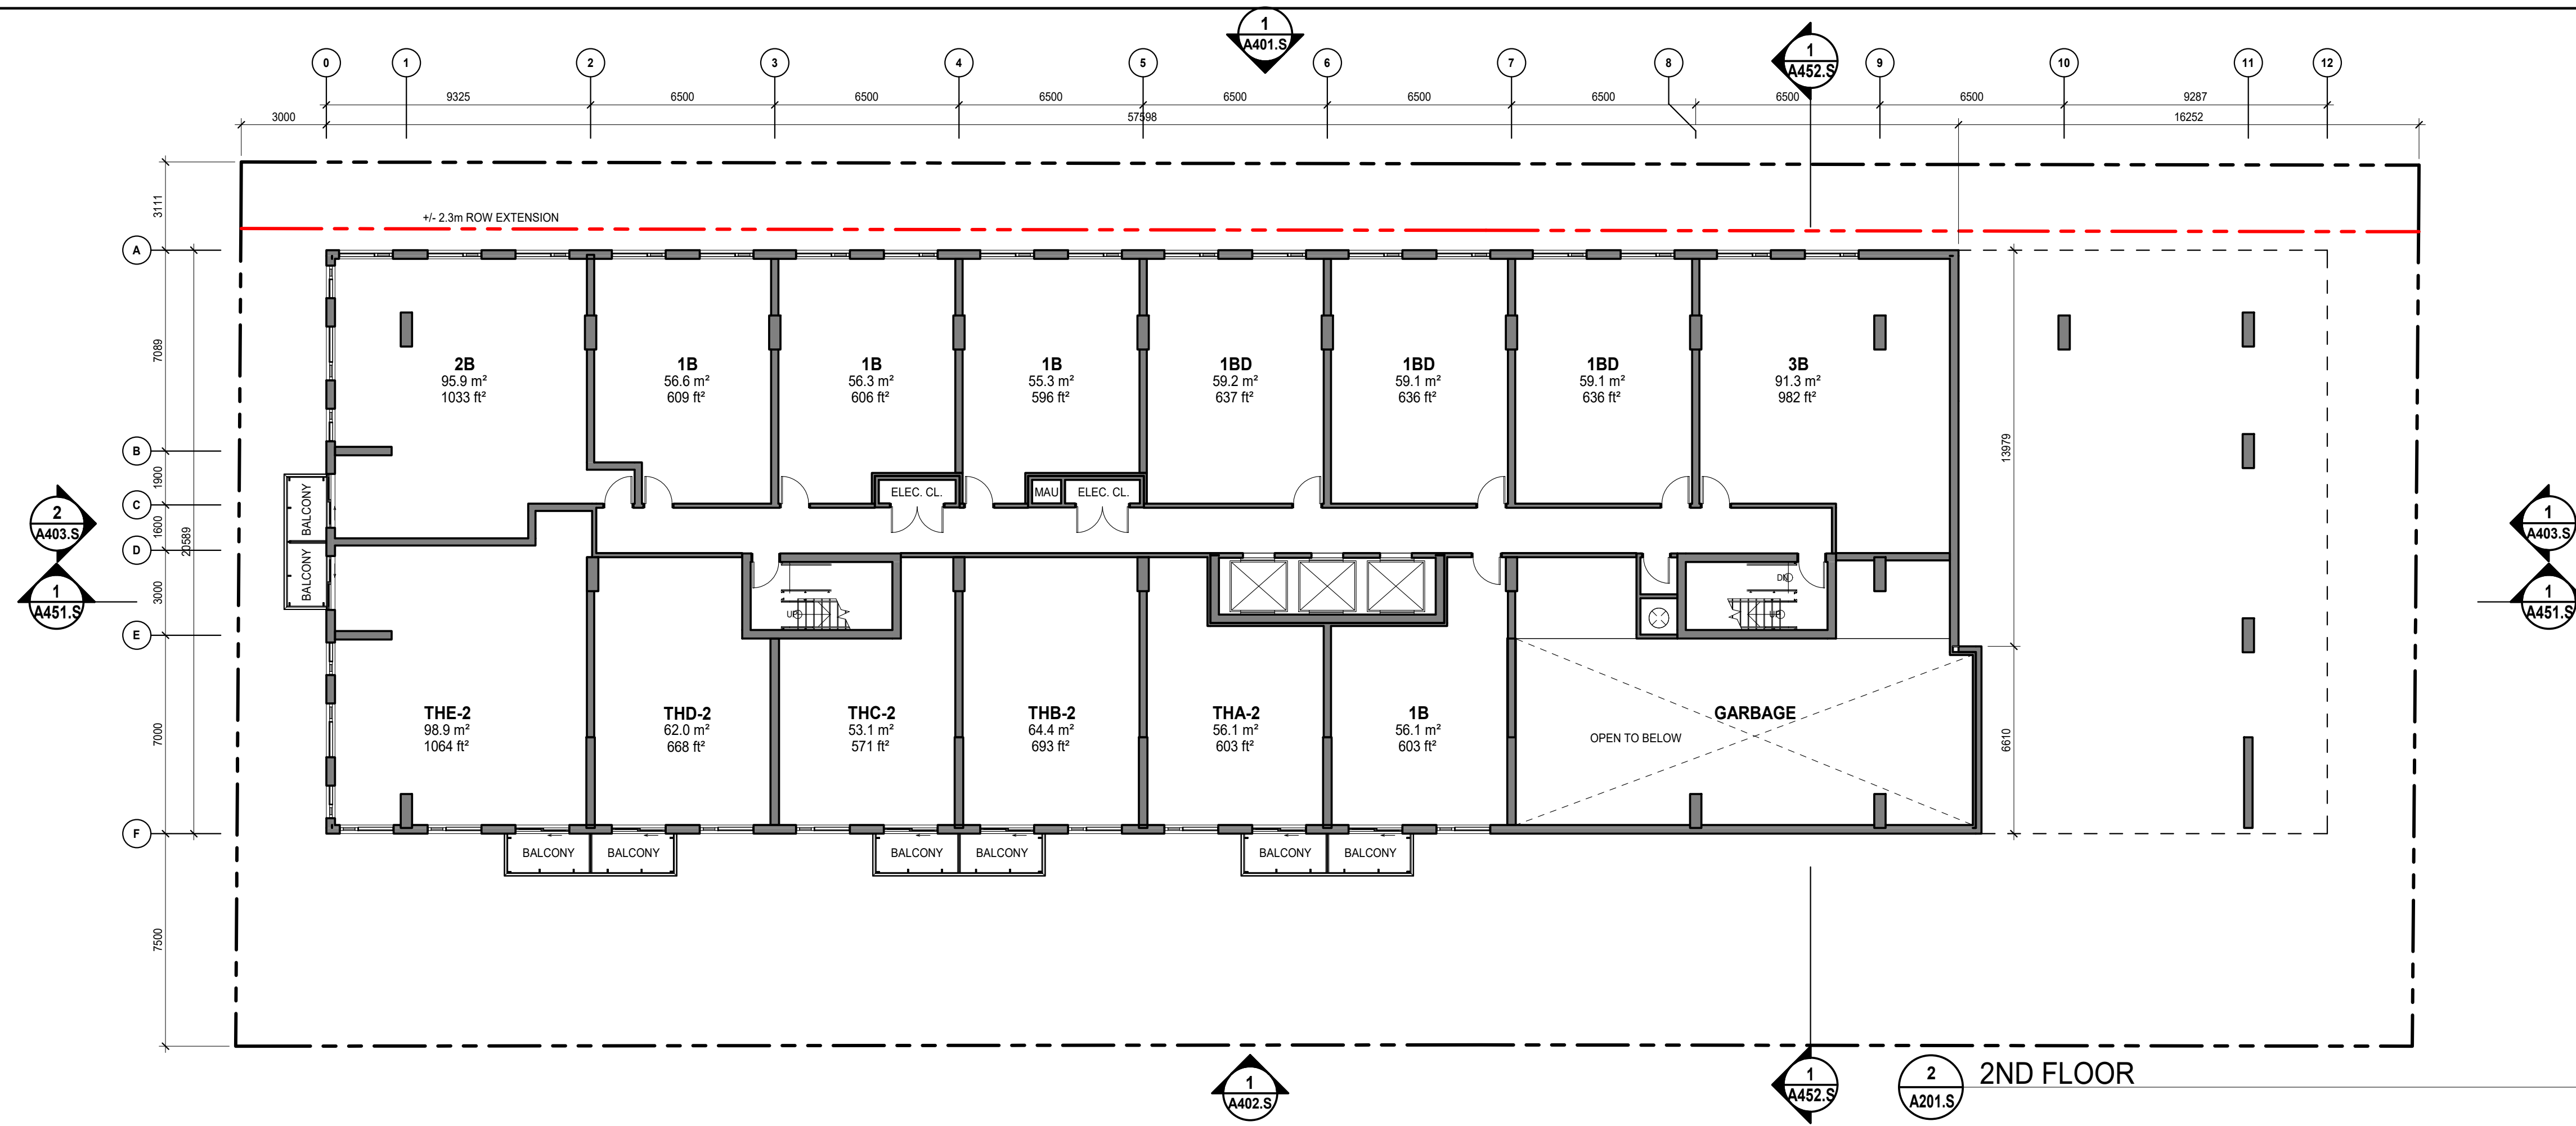 1
A401.S
1
A452.S
0
1
2
3
4
5
6
7
8
9
10
11
12
9325
6500
6500
6500
6500
6500
6500
6500
6500
9287
3000
57598
16252
3111
+/- 2.3m ROW EXTENSION
A
7089
B
1900
C
1600
D
20589
3000
E
7000
F
7500
13979
6610
2B
95.9 m²
1033 ft²
1B
56.6 m²
609 ft²
1B
56.3 m²
606 ft²
1B
55.3 m²
596 ft²
1BD
59.2 m²
637 ft²
1BD
59.1 m²
636 ft²
1BD
59.1 m²
636 ft²
3B
91.3 m²
982 ft²
ELEC. CL.
MAU
ELEC. CL.
BALCONY
BALCONY
2
A403.S
1
A451.S
1
A403.S
1
A451.S
UP
DN
UP
THE-2
98.9 m²
1064 ft²
THD-2
62.0 m²
668 ft²
THC-2
53.1 m²
571 ft²
THB-2
64.4 m²
693 ft²
THA-2
56.1 m²
603 ft²
1B
56.1 m²
603 ft²
GARBAGE
OPEN TO BELOW
BALCONY
BALCONY
BALCONY
BALCONY
BALCONY
BALCONY
1
A402.S
1
A452.S
2
A201.S
2ND FLOOR